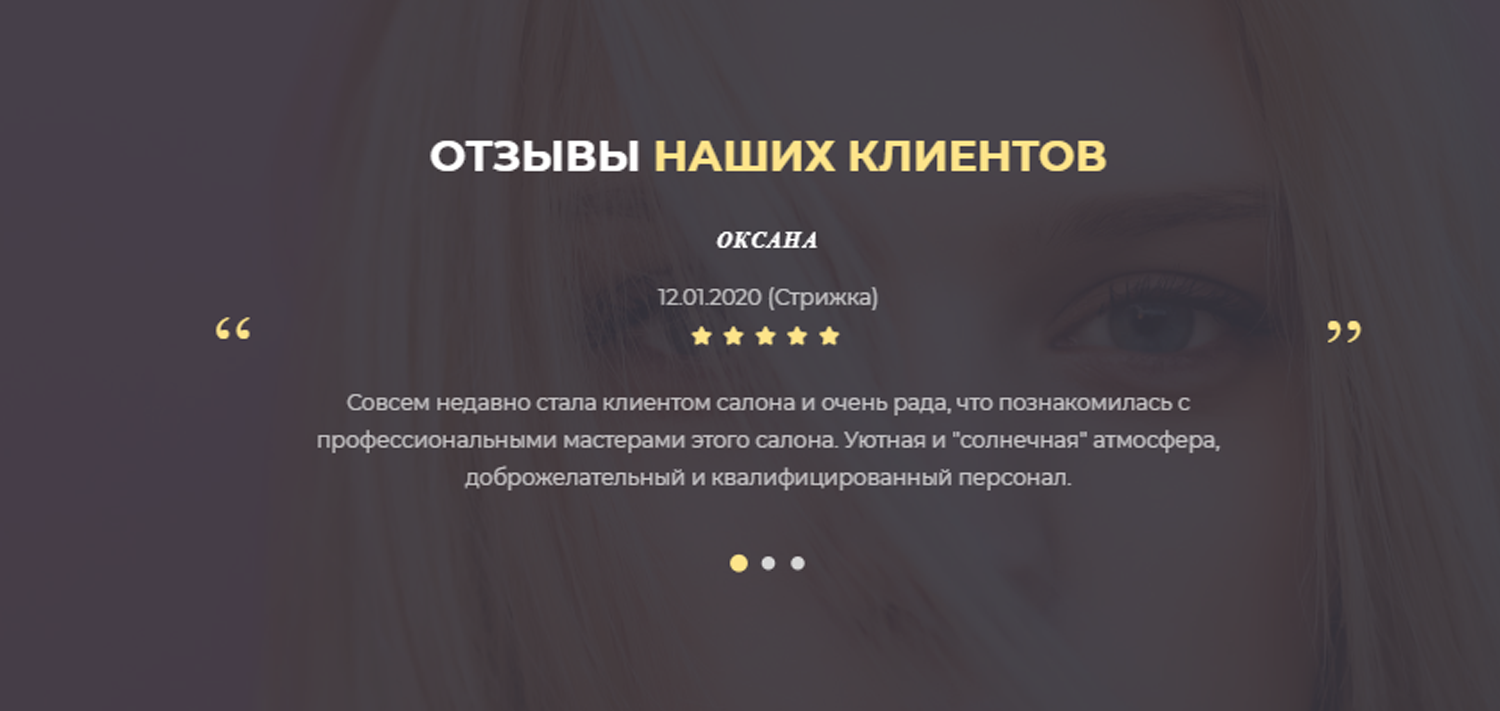 ОТЗЫВЫ НАШИХ КЛИЕНТОВ
ОКСАНА
12.01.2020 (Стрижка)
“ ”
Совсем недавно стала клиентом салона и очень рада, что познакомилась с
профессиональными мастерами этого салона. Уютная и "солнечная" атмосфера,
доброжелательный и квалифицированный персонал.